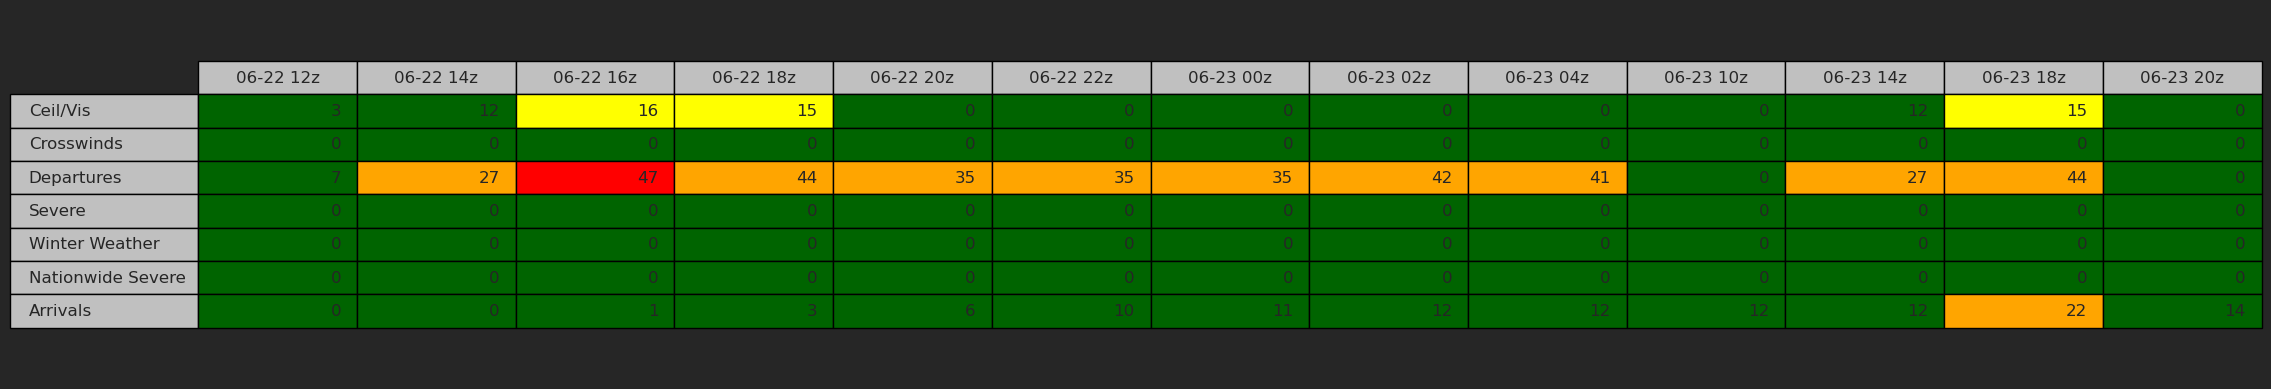 06-22 12z 06-22 14z 06-22 16z 06-22 18z 06-22 20z 06-22 22z 06-23 00z 06-23 02z 06-23 04z 06-23 10z 06-23 14z 06-23 18z 06-23 20z
Ceil/Vis 3 12 16 15 0 0 0 0 0 0 12 15 0
Crosswinds 0 0 0 0 0 0 0 0 0 0 0 0 0
Departures 7 27 47 44 35 35 35 42 41 0 27 44 0
Severe 0 0 0 0 0 0 0 0 0 0 0 0 0
Winter Weather 0 0 0 0 0 0 0 0 0 0 0 0 0
Nationwide Severe 0 0 0 0 0 0 0 0 0 0 0 0 0
Arrivals 0 0 1 3 6 10 11 12 12 12 12 22 14